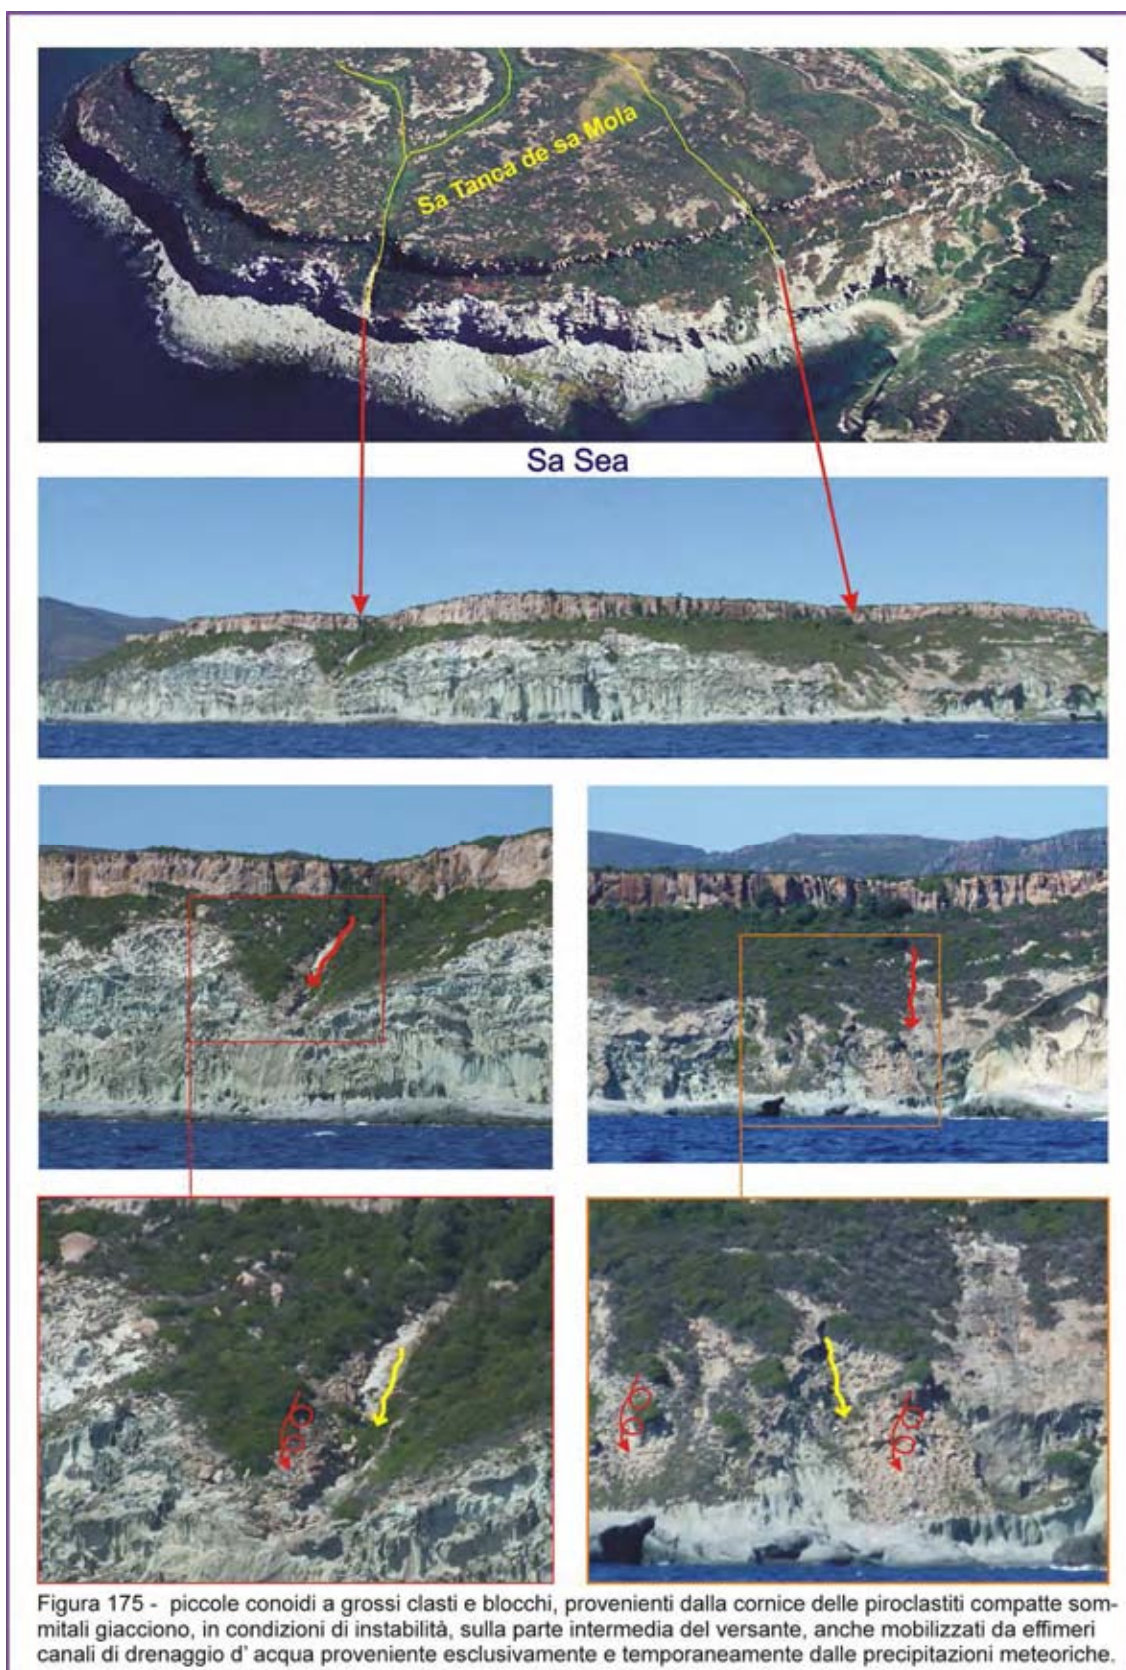 Sa Tanca de sa Mola
Sa Sea
Figura 175 - piccole conoidi a grossi clasti e blocchi, provenienti dalla cornice delle piroclastiti compatte som-
mitali giacciono, in condizioni di instabilità, sulla parte intermedia del versante, anche mobilizzati da effimeri
canali di drenaggio d' acqua proveniente esclusivamente e temporaneamente dalle precipitazioni meteoriche.